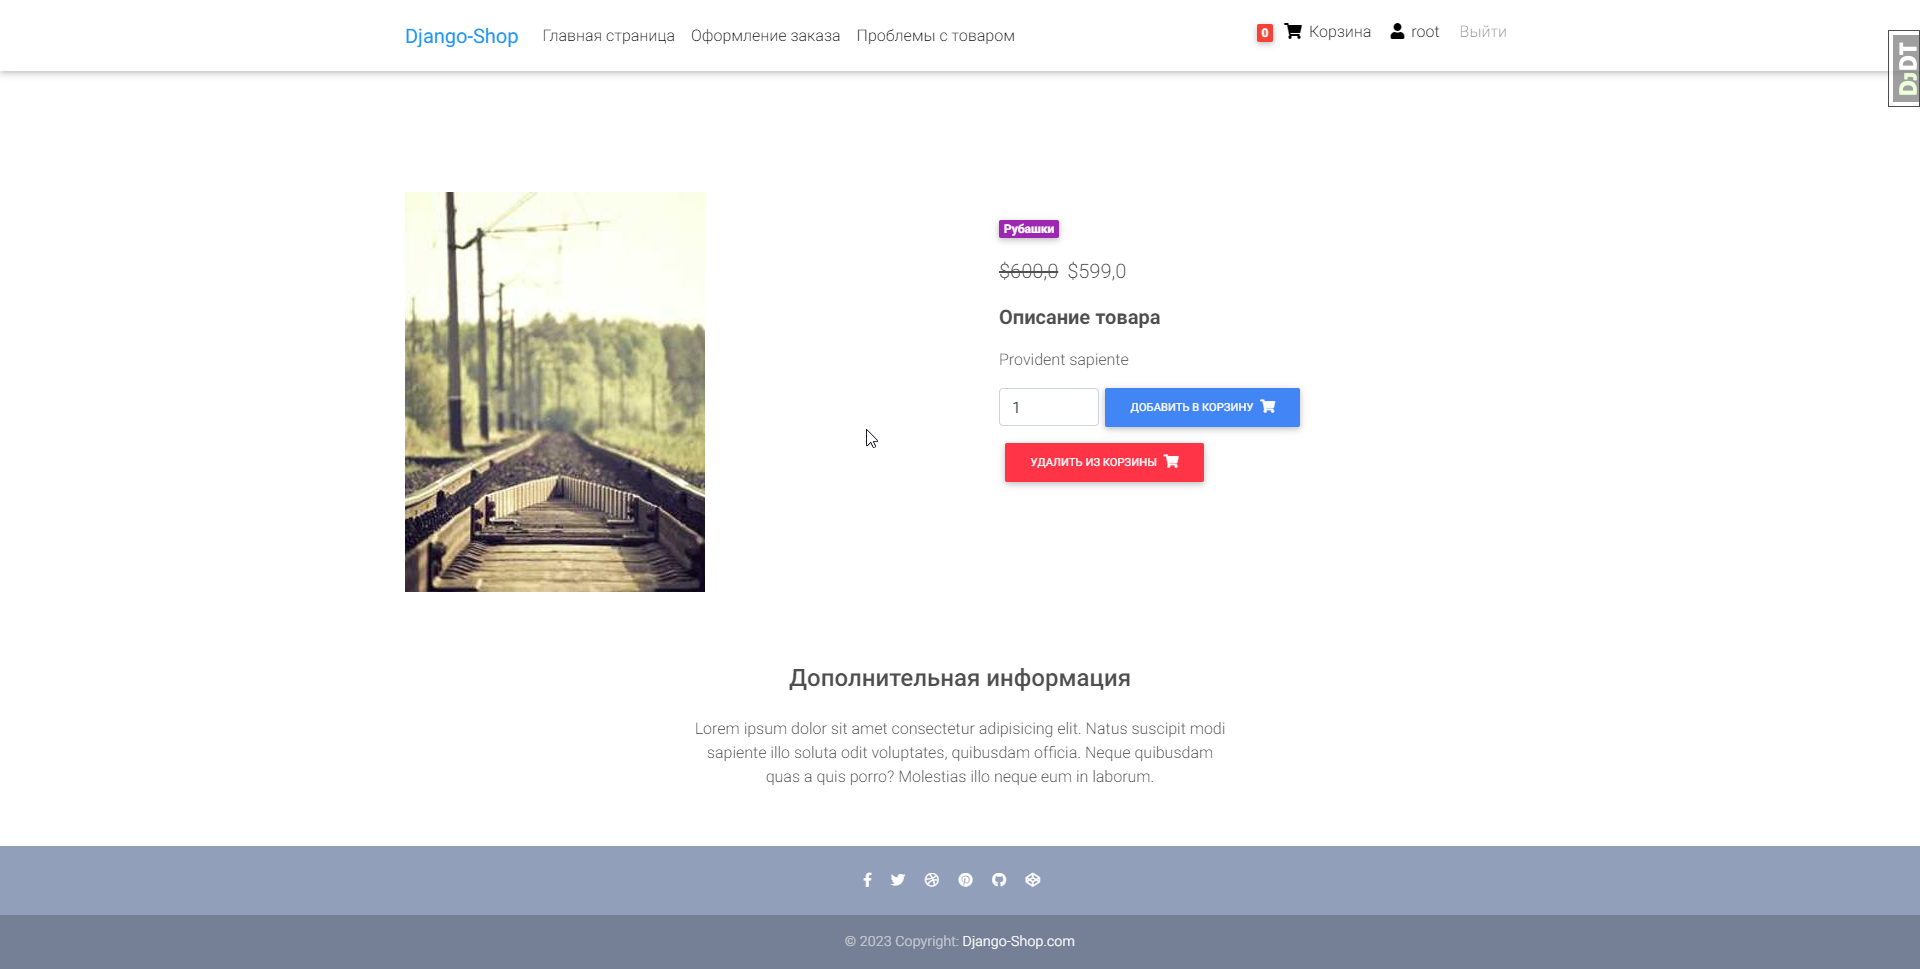 Django-Shop
Главная страница
Оформление заказа
Проблемы с товаром
0
Корзина
root
Выйти
DJDT
Рубашки
$600,0 $599,0
Описание товара
Provident sapiente
1
ДОБАВИТЬ В КОРЗИНУ
УДАЛИТЬ ИЗ КОРЗИНЫ
Дополнительная информация
Lorem ipsum dolor sit amet consectetur adipisicing elit. Natus suscipit modi
sapiente illo soluta odit voluptates, quibusdam officia. Neque quibusdam
quas a quis porro? Molestias illo neque eum in laborum.
© 2023 Copyright: Django-Shop.com